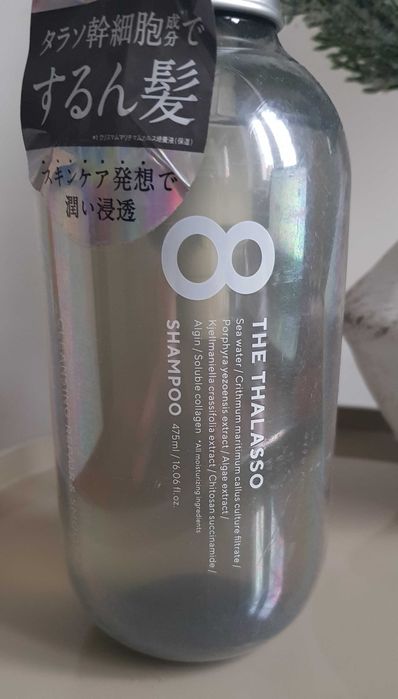 タラソ幹細胞成分で
するん髪
*1 クリスマムマリチマムカルス培養液(保湿)
スキンケア発想で
潤い浸透
8
THE THALASSO
Sea water / Crithmum maritimum callus culture filtrate /
Porphyra yezoensis extract / Algae extract /
Kjellmaniella crassifolia extract / Chitosan succinamide /
Algin / Soluble collagen *All moisturizing ingredients
SHAMPOO 475ml / 16.06 fl.oz.